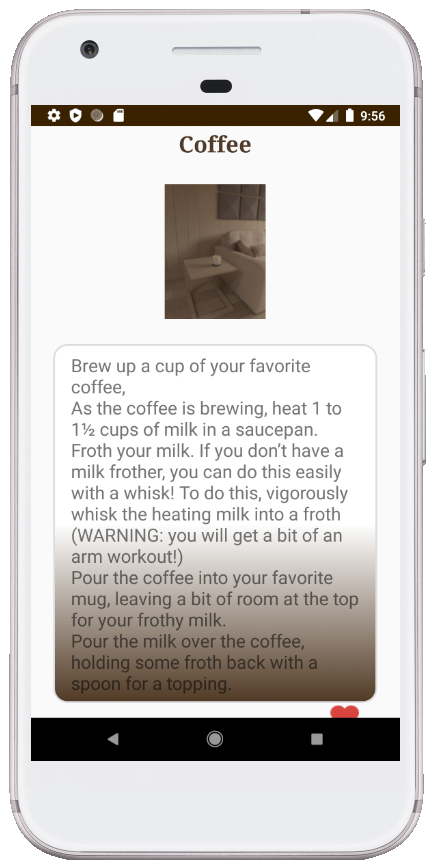 9:56
Coffee
Brew up a cup of your favorite
coffee,
As the coffee is brewing, heat 1 to
1½ cups of milk in a saucepan.
Froth your milk. If you don’t have a
milk frother, you can do this easily
with a whisk! To do this, vigorously
whisk the heating milk into a froth
(WARNING: you will get a bit of an
arm workout!)
Pour the coffee into your favorite
mug, leaving a bit of room at the top
for your frothy milk.
Pour the milk over the coffee,
holding some froth back with a
spoon for a topping.